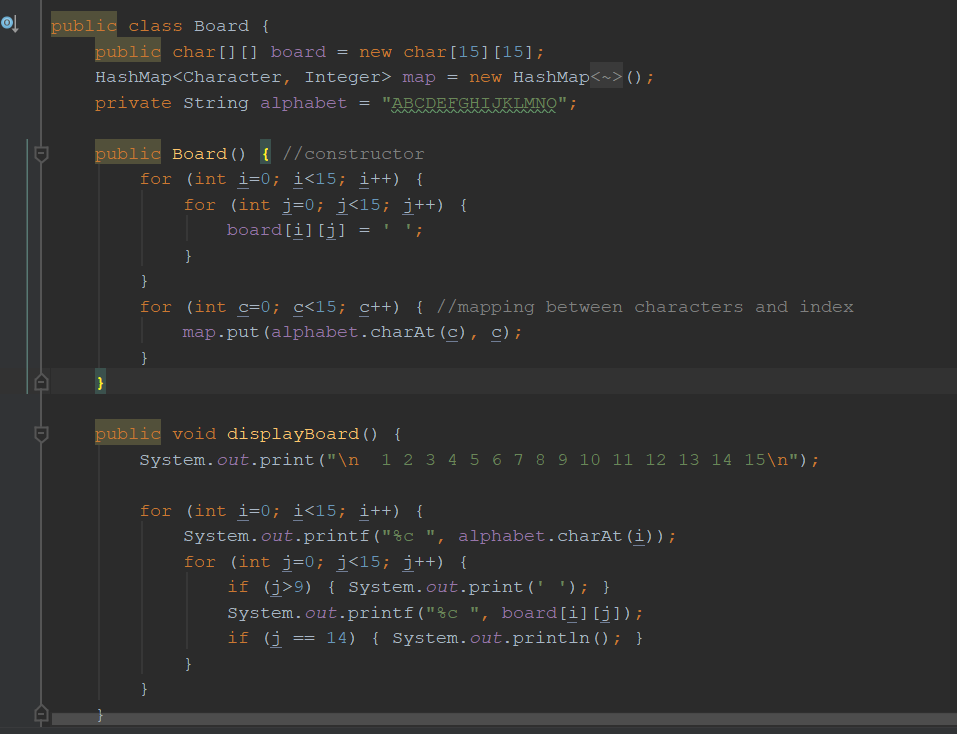 public class Board {
    public char[][] board = new char[15][15];
    HashMap<Character, Integer> map = new HashMap<~>();
    private String alphabet = "ABCDEFGHIJKLMNO";

    public Board() { //constructor
        for (int i=0; i<15; i++) {
            for (int j=0; j<15; j++) {
                board[i][j] = ' ';
            }
        }
        for (int c=0; c<15; c++) { //mapping between characters and index
            map.put(alphabet.charAt(c), c);
        }
    }

    public void displayBoard() {
        System.out.print("\n  1 2 3 4 5 6 7 8 9 10 11 12 13 14 15\n");

        for (int i=0; i<15; i++) {
            System.out.printf("%c ", alphabet.charAt(i));
            for (int j=0; j<15; j++) {
                if (j>9) { System.out.print(' '); }
                System.out.printf("%c ", board[i][j]);
                if (j == 14) { System.out.println(); }
            }
        }
    }